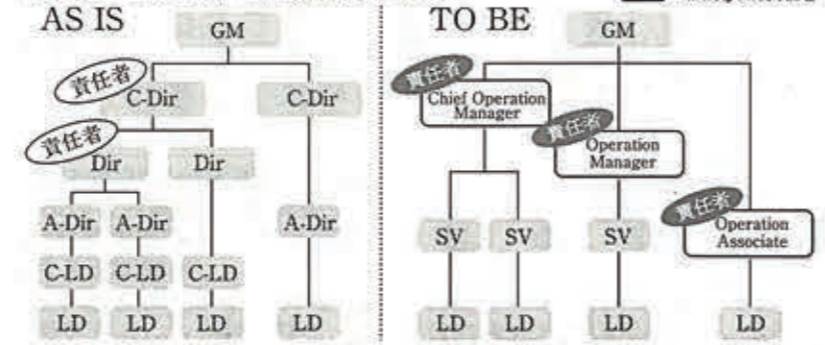 AS IS
TO BE
GM
GM
責任者
C-Dir
C-Dir
責任者
Dir
Dir
A-Dir
A-Dir
A-Dir
C-LD
C-LD
C-LD
LD
LD
LD
LD
責任者
Chief Operation
Manager
責任者
Operation
Manager
責任者
Operation
Associate
SV
SV
SV
LD
LD
LD
LD